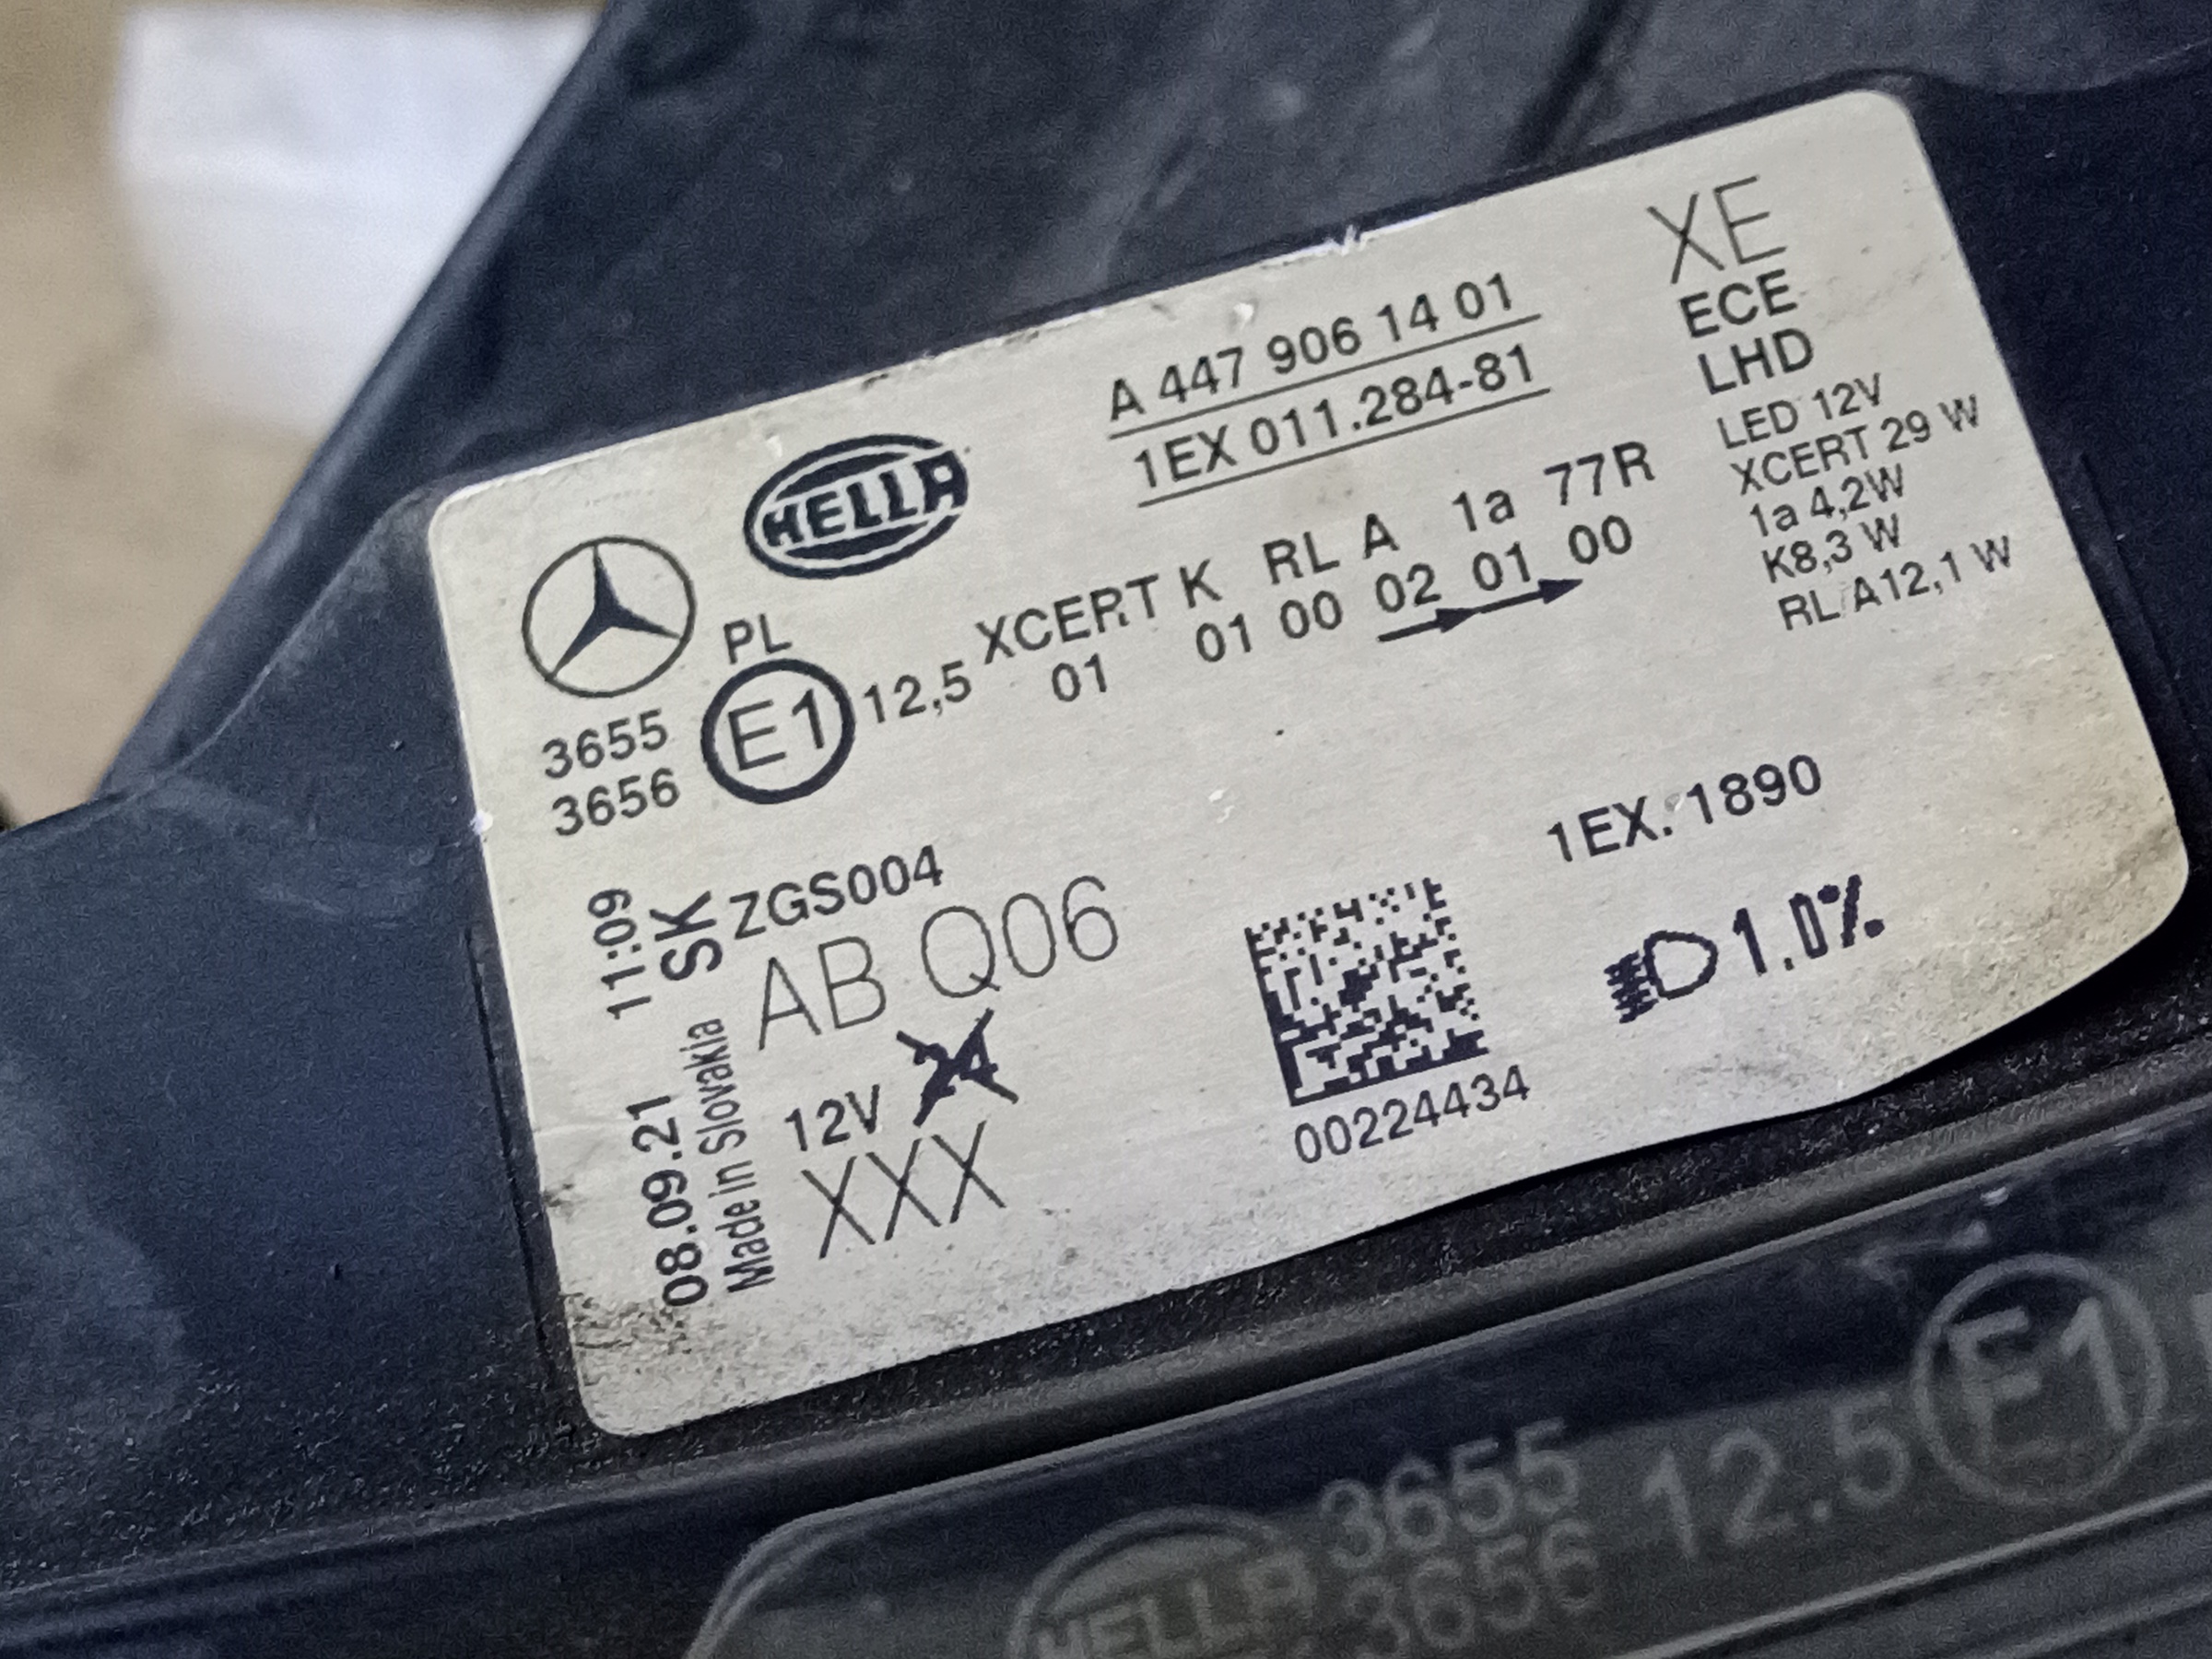 A 447 906 14 01
1EX 011.284-81
XE
ECE
LHD
LED 12V
XCERT 29 W
1a 4,2W
K8,3 W
RL A12,1 W
HELLA
PL
E1 12,5 XCERT K RL A 1a 77R
01 01 00 02 01 00
3655
3656
1EX. 1890
1.0%
ZGS004
AB Q06
12V 24
XXX
00224434
08.09.21 11:09
Made in Slovakia SK
3655
3656 12.5 E1
HELLA